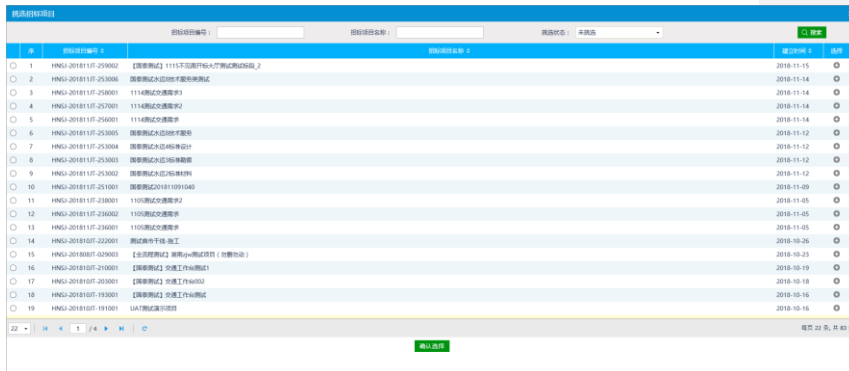 挑选招标项目
招标项目编号： 招标项目名称： 挑选状态： 未挑选 搜索
序 招标项目编号 招标项目名称 建立时间 选择
1 HNSJ-201811JT-259002 【国泰测试】1115不见面开标大厅测试测试标段_2 2018-11-15
2 HNSJ-201811JT-253006 国泰测试水运8技术服务类测试 2018-11-14
3 HNSJ-201811JT-258001 1114测试交通需求3 2018-11-14
4 HNSJ-201811JT-257001 1114测试交通需求2 2018-11-14
5 HNSJ-201811JT-256001 1114测试交通需求 2018-11-14
6 HNSJ-201811JT-253005 国泰测试水运8技术服务 2018-11-12
7 HNSJ-201811JT-253004 国泰测试水运4标准设计 2018-11-12
8 HNSJ-201811JT-253003 国泰测试水运3标准勘察 2018-11-12
9 HNSJ-201811JT-253002 国泰测试水运2标准材料 2018-11-12
10 HNSJ-201811JT-251001 国泰测试201811091040 2018-11-09
11 HNSJ-201811JT-238001 1105测试交通需求2 2018-11-05
12 HNSJ-201811JT-236002 1105测试交通需求 2018-11-05
13 HNSJ-201811JT-236001 1105测试交通需求 2018-11-05
14 HNSJ-201810JT-222001 测试省市干线-施工 2018-10-26
15 HNSJ-201808JT-029003 【全流程测试】湖南zjw测试项目（勿删勿动） 2018-10-23
16 HNSJ-201810JT-210001 【国泰测试】交通工作台测试1 2018-10-19
17 HNSJ-201810JT-203001 【国泰测试】交通工作台002 2018-10-18
18 HNSJ-201810JT-193001 【国泰测试】交通工作台测试 2018-10-16
19 HNSJ-201810JT-191001 UAT测试演示项目 2018-10-16
22 1 / 4 每页 22 条, 共 83
确认选择